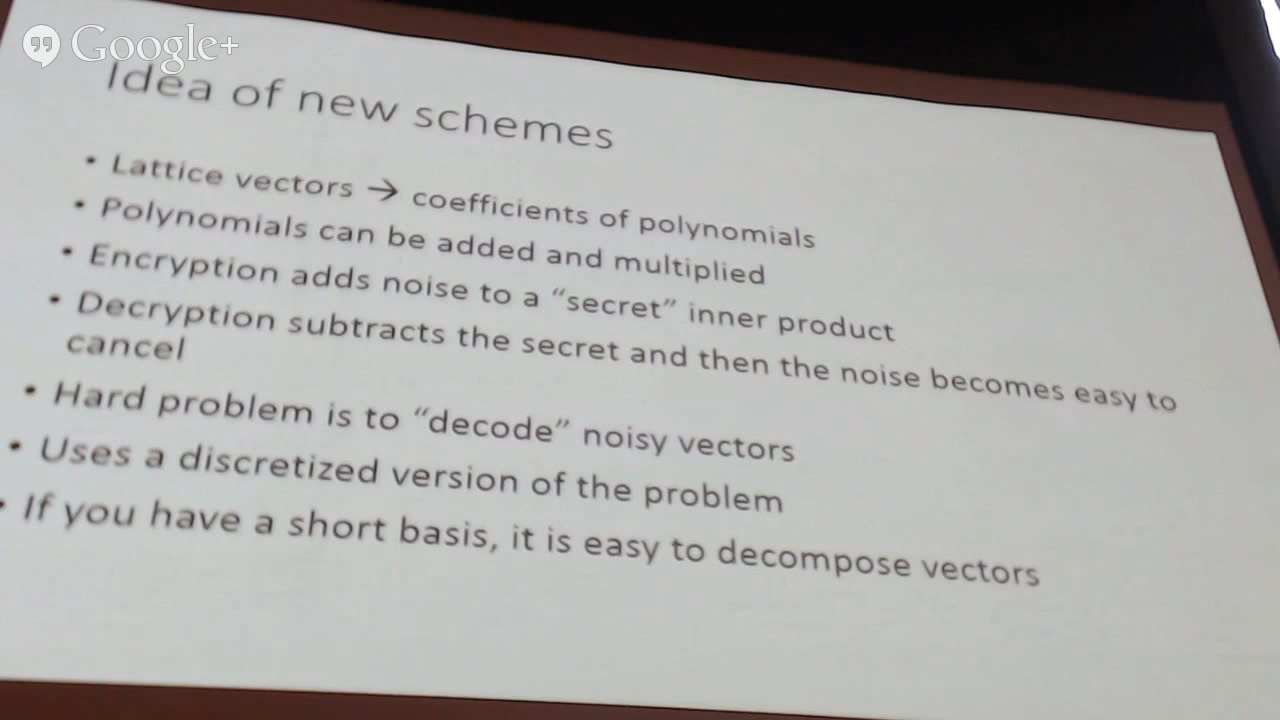 Google+
Idea of new schemes
• Lattice vectors → coefficients of polynomials
• Polynomials can be added and multiplied
• Encryption adds noise to a “secret” inner product
• Decryption subtracts the secret and then the noise becomes easy to
cancel
• Hard problem is to “decode” noisy vectors
• Uses a discretized version of the problem
• If you have a short basis, it is easy to decompose vectors